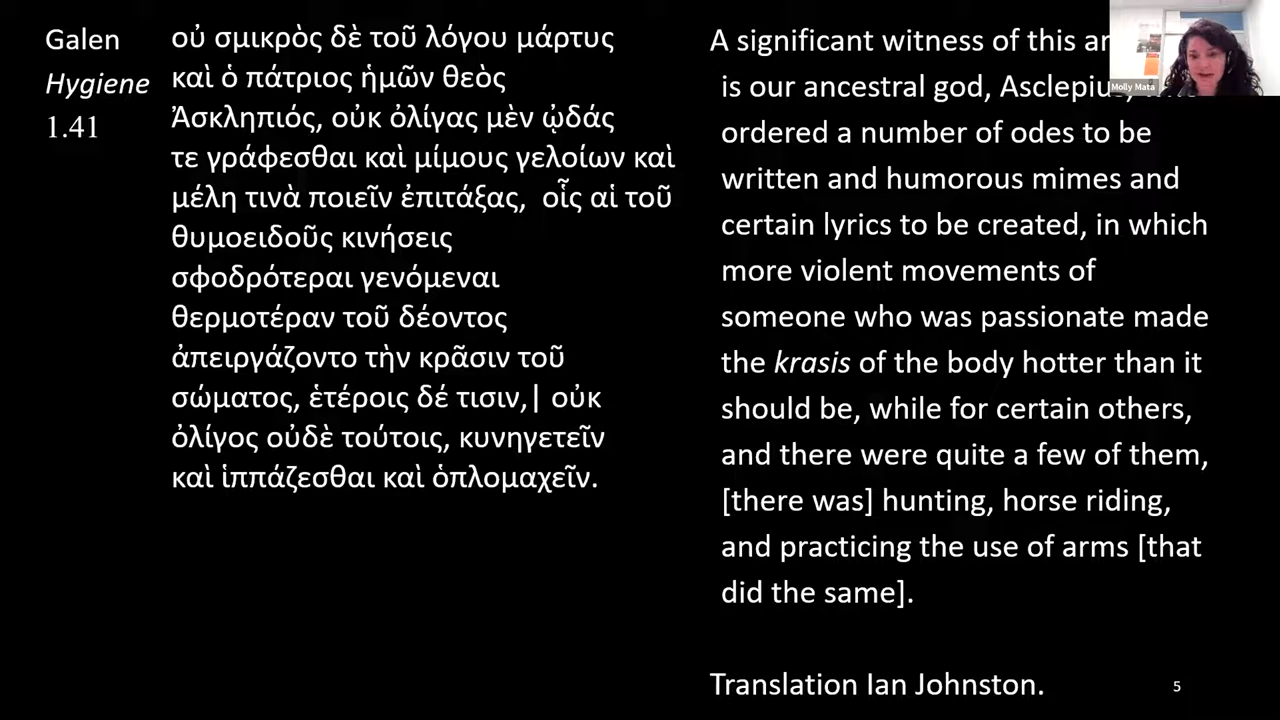 Galen
Hygiene
1.41
οὐ σμικρὸς δὲ τοῦ λόγου μάρτυς
καὶ ὁ πάτριος ἡμῶν θεὸς
Ἀσκληπιός, οὐκ ὀλίγας μὲν ᾠδάς
τε γράφεσθαι καὶ μίμους γελοίων καὶ
μέλη τινὰ ποιεῖν ἐπιτάξας, οἷς αἱ τοῦ
θυμοειδοῦς κινήσεις
σφοδρότεραι γενόμεναι
θερμοτέραν τοῦ δέοντος
ἀπειργάζοντο τὴν κρᾶσιν τοῦ
σώματος, ἑτέροις δέ τισιν,| οὐκ
ὀλίγος οὐδὲ τούτοις, κυνηγετεῖν
καὶ ἱππάζεσθαι καὶ ὁπλομαχεῖν.
A significant witness of this
is our ancestral god, Asclepius,
ordered a number of odes to be
written and humorous mimes and
certain lyrics to be created, in which
more violent movements of
someone who was passionate made
the krasis of the body hotter than it
should be, while for certain others,
and there were quite a few of them,
[there was] hunting, horse riding,
and practicing the use of arms [that
did the same].
Translation Ian Johnston.
5
Molly Mata